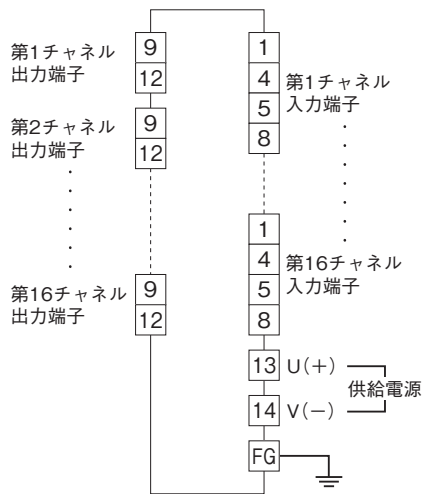 第1チャネル
出力端子
9
12
第2チャネル
出力端子
9
12
第16チャネル
出力端子
9
12
1
4
5
8
第1チャネル
入力端子
1
4
5
8
第16チャネル
入力端子
13 U(+)
供給電源
14 V(−)
FG